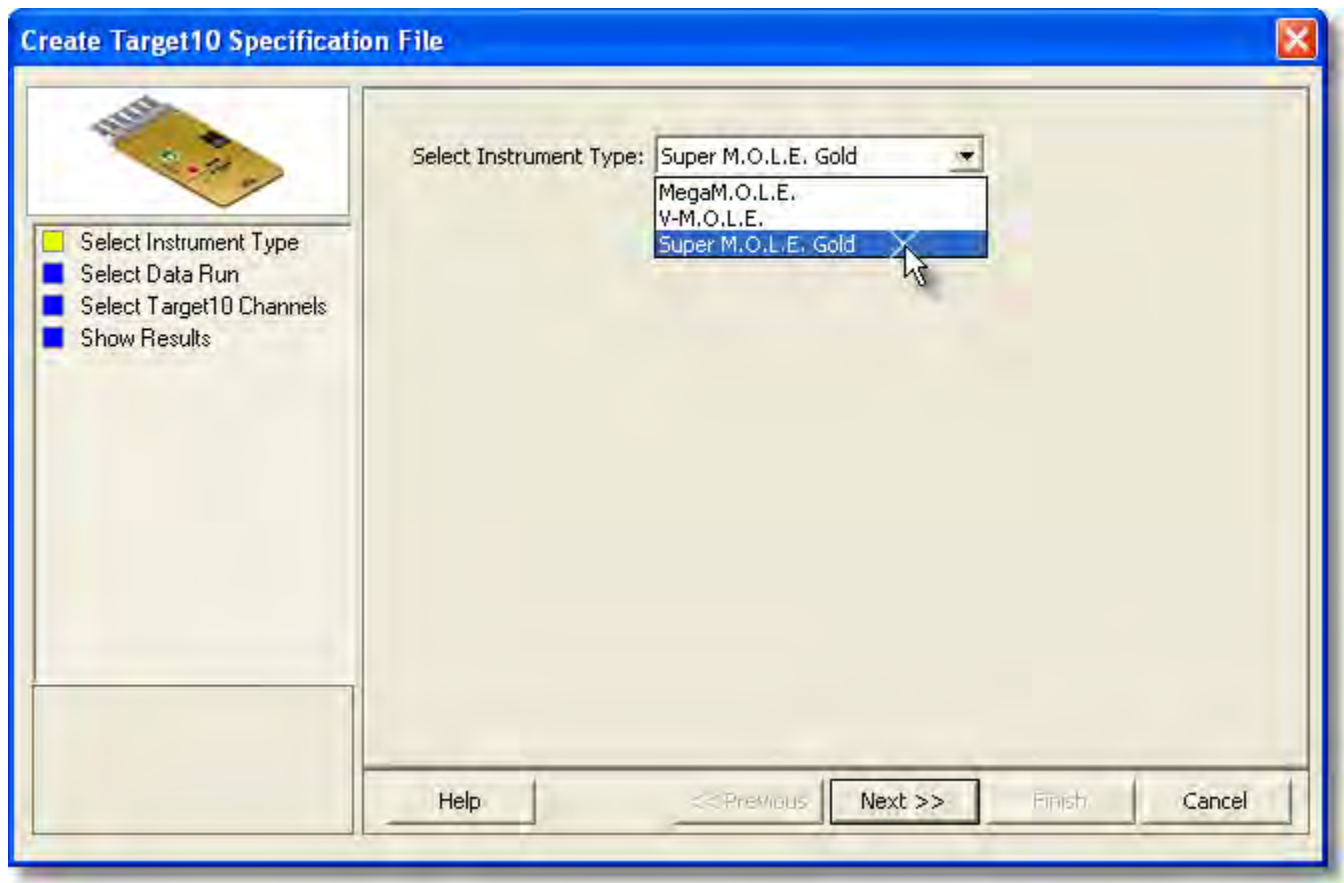 Create Target10 Specification File
Select Instrument Type: Super M.O.L.E. Gold
MegaM.O.L.E.
V-M.O.L.E.
Super M.O.L.E. Gold
Select Instrument Type
Select Data Run
Select Target10 Channels
Show Results
Help <<Previous Next >> Finish Cancel